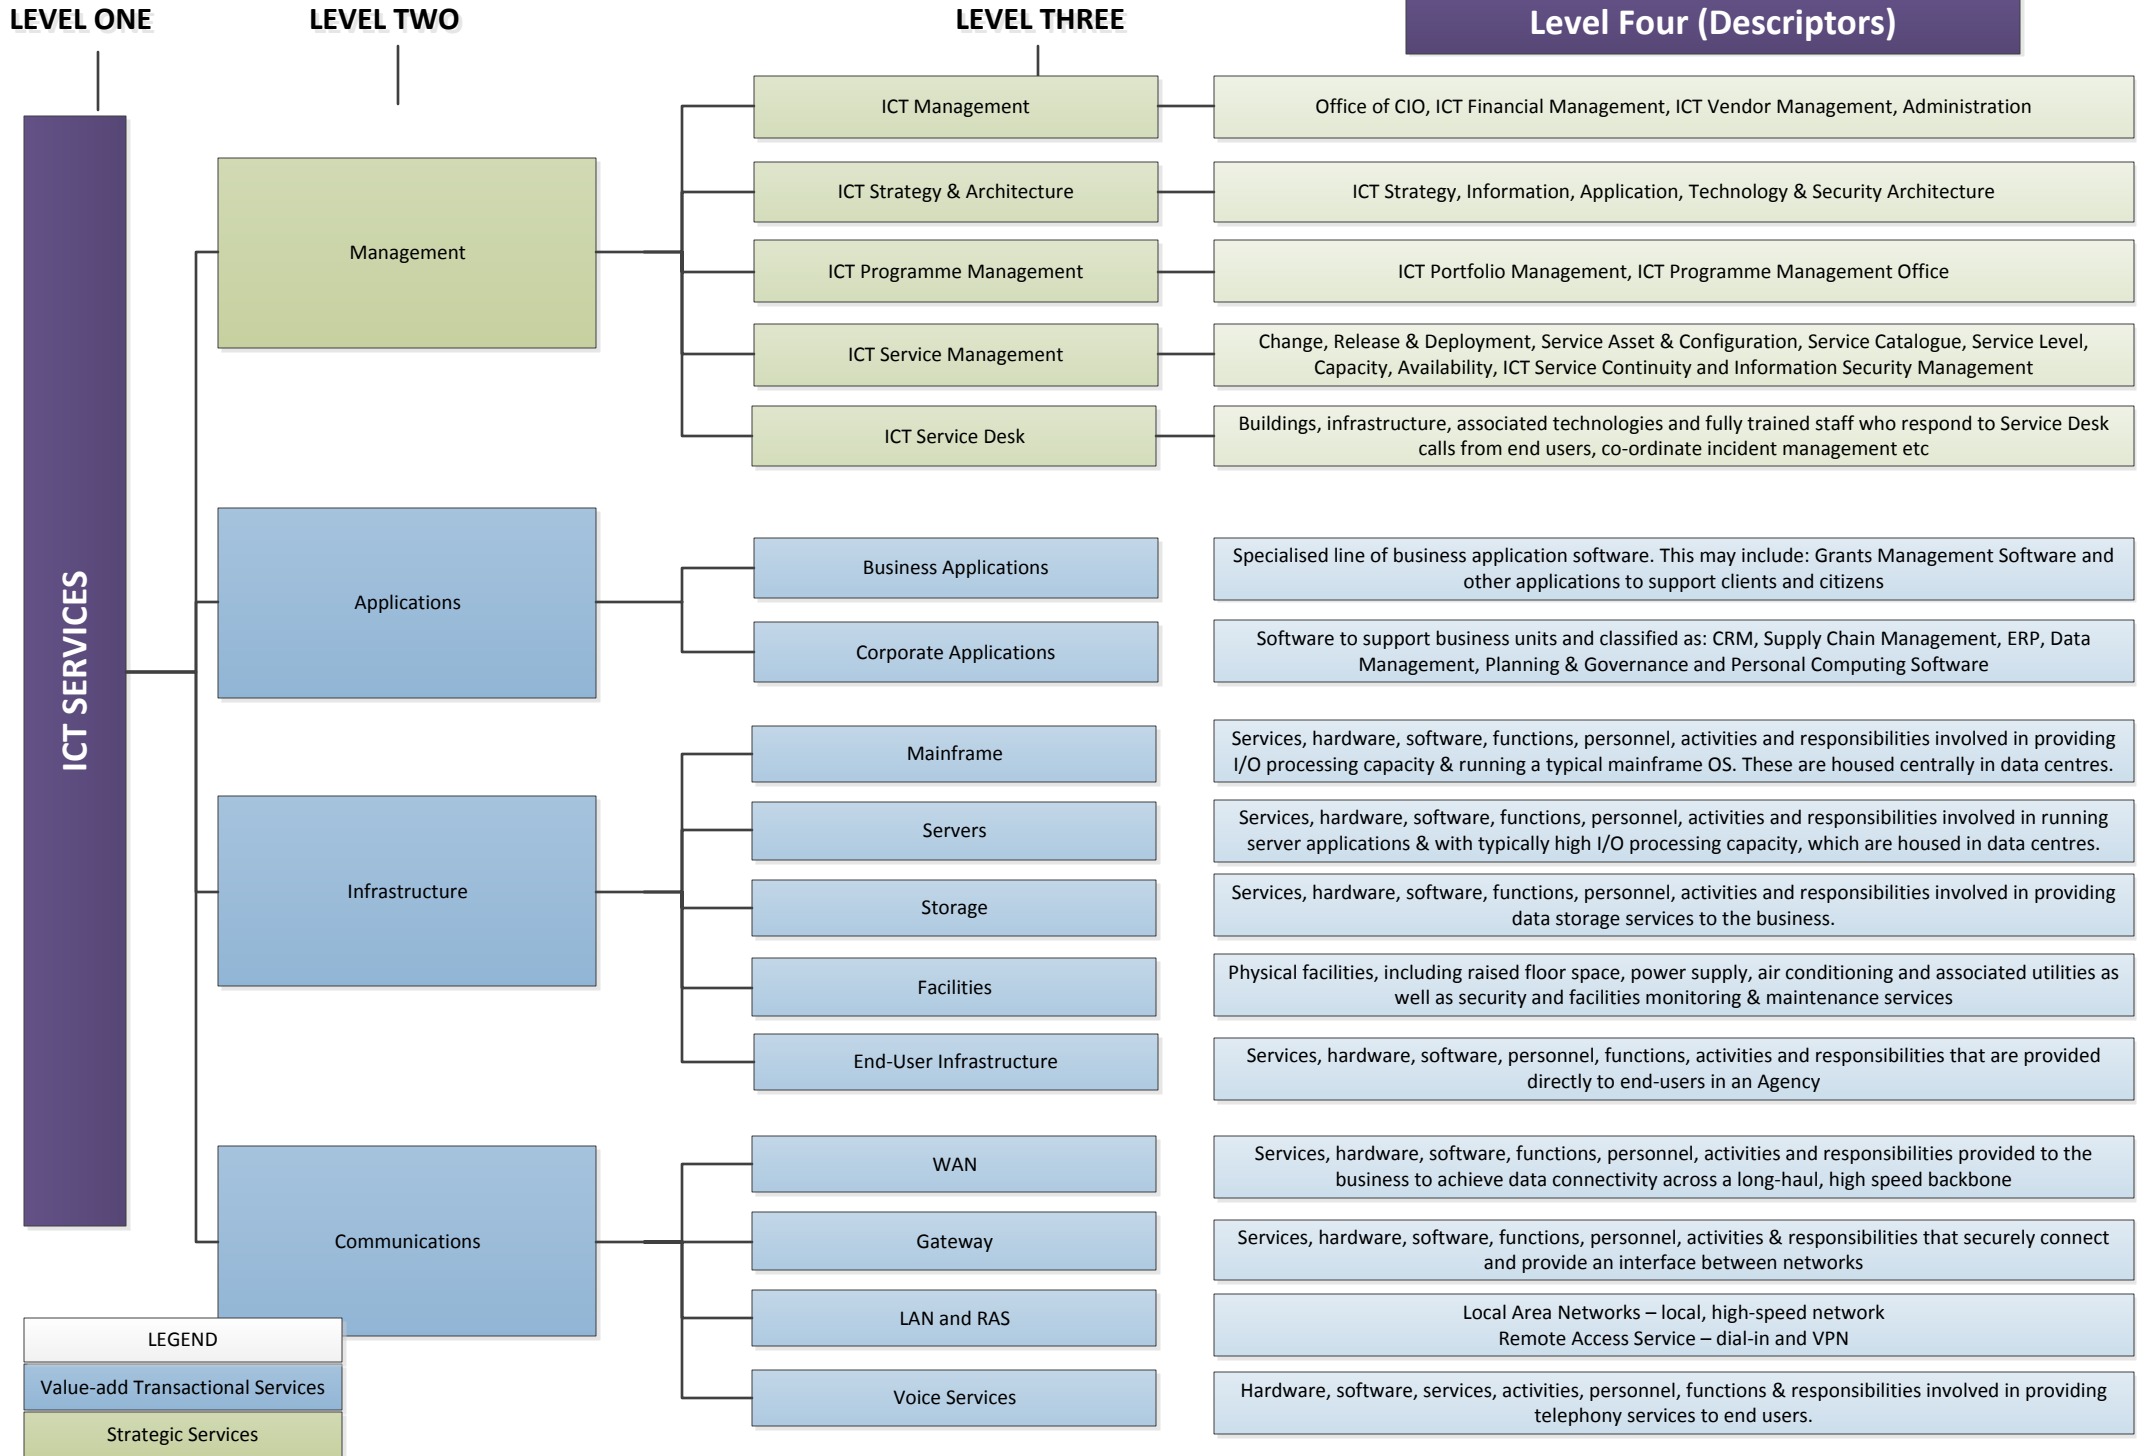 LEVEL ONE
LEVEL TWO
LEVEL THREE
Level Four (Descriptors)
ICT SERVICES
Management
ICT Management
Office of CIO, ICT Financial Management, ICT Vendor Management, Administration
ICT Strategy & Architecture
ICT Strategy, Information, Application, Technology & Security Architecture
ICT Programme Management
ICT Portfolio Management, ICT Programme Management Office
ICT Service Management
Change, Release & Deployment, Service Asset & Configuration, Service Catalogue, Service Level,
Capacity, Availability, ICT Service Continuity and Information Security Management
ICT Service Desk
Buildings, infrastructure, associated technologies and fully trained staff who respond to Service Desk
calls from end users, co-ordinate incident management etc
Applications
Business Applications
Specialised line of business application software. This may include: Grants Management Software and
other applications to support clients and citizens
Corporate Applications
Software to support business units and classified as: CRM, Supply Chain Management, ERP, Data
Management, Planning & Governance and Personal Computing Software
Infrastructure
Mainframe
Services, hardware, software, functions, personnel, activities and responsibilities involved in providing
I/O processing capacity & running a typical mainframe OS. These are housed centrally in data centres.
Servers
Services, hardware, software, functions, personnel, activities and responsibilities involved in running
server applications & with typically high I/O processing capacity, which are housed in data centres.
Storage
Services, hardware, software, functions, personnel, activities and responsibilities involved in providing
data storage services to the business.
Facilities
Physical facilities, including raised floor space, power supply, air conditioning and associated utilities as
well as security and facilities monitoring & maintenance services
End-User Infrastructure
Services, hardware, software, personnel, functions, activities and responsibilities that are provided
directly to end-users in an Agency
Communications
WAN
Services, hardware, software, functions, personnel, activities and responsibilities provided to the
business to achieve data connectivity across a long-haul, high speed backbone
Gateway
Services, hardware, software, functions, personnel, activities & responsibilities that securely connect
and provide an interface between networks
LAN and RAS
Local Area Networks – local, high-speed network
Remote Access Service – dial-in and VPN
Voice Services
Hardware, software, services, activities, personnel, functions & responsibilities involved in providing
telephony services to end users.
LEGEND
Value-add Transactional Services
Strategic Services